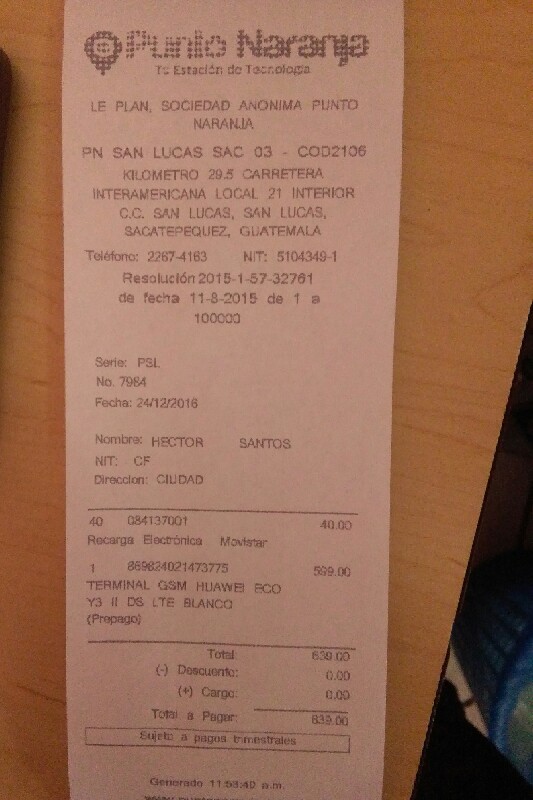 Punto Naranja
Tu Estación de Tecnología
LE PLAN, SOCIEDAD ANONIMA PUNTO
NARANJA
PN SAN LUCAS SAC 03 - COD2106
KILOMETRO 29.5 CARRETERA
INTERAMERICANA LOCAL 21 INTERIOR
C.C. SAN LUCAS, SAN LUCAS,
SACATEPEQUEZ, GUATEMALA
Teléfono: 2267-4163 NIT: 5104349-1
Resolución 2015-1-57-32761
de fecha 11-8-2015 de 1 a
100000
Serie: PSL
No. 7984
Fecha: 24/12/2016
Nombre: HECTOR SANTOS
NIT: CF
Direccion: CIUDAD
40 084137001 40.00
Recarga Electrónica Movistar
1 869824021473775 599.00
TERMINAL GSM HUAWEI ECO
Y3 II DS LTE BLANCO
(Prepago)
Total: 639.00
(-) Descuento: 0.00
(+) Cargo: 0.00
Total a Pagar: 639.00
Sujeto a pagos trimestrales
Generado 11:53:40 a.m.